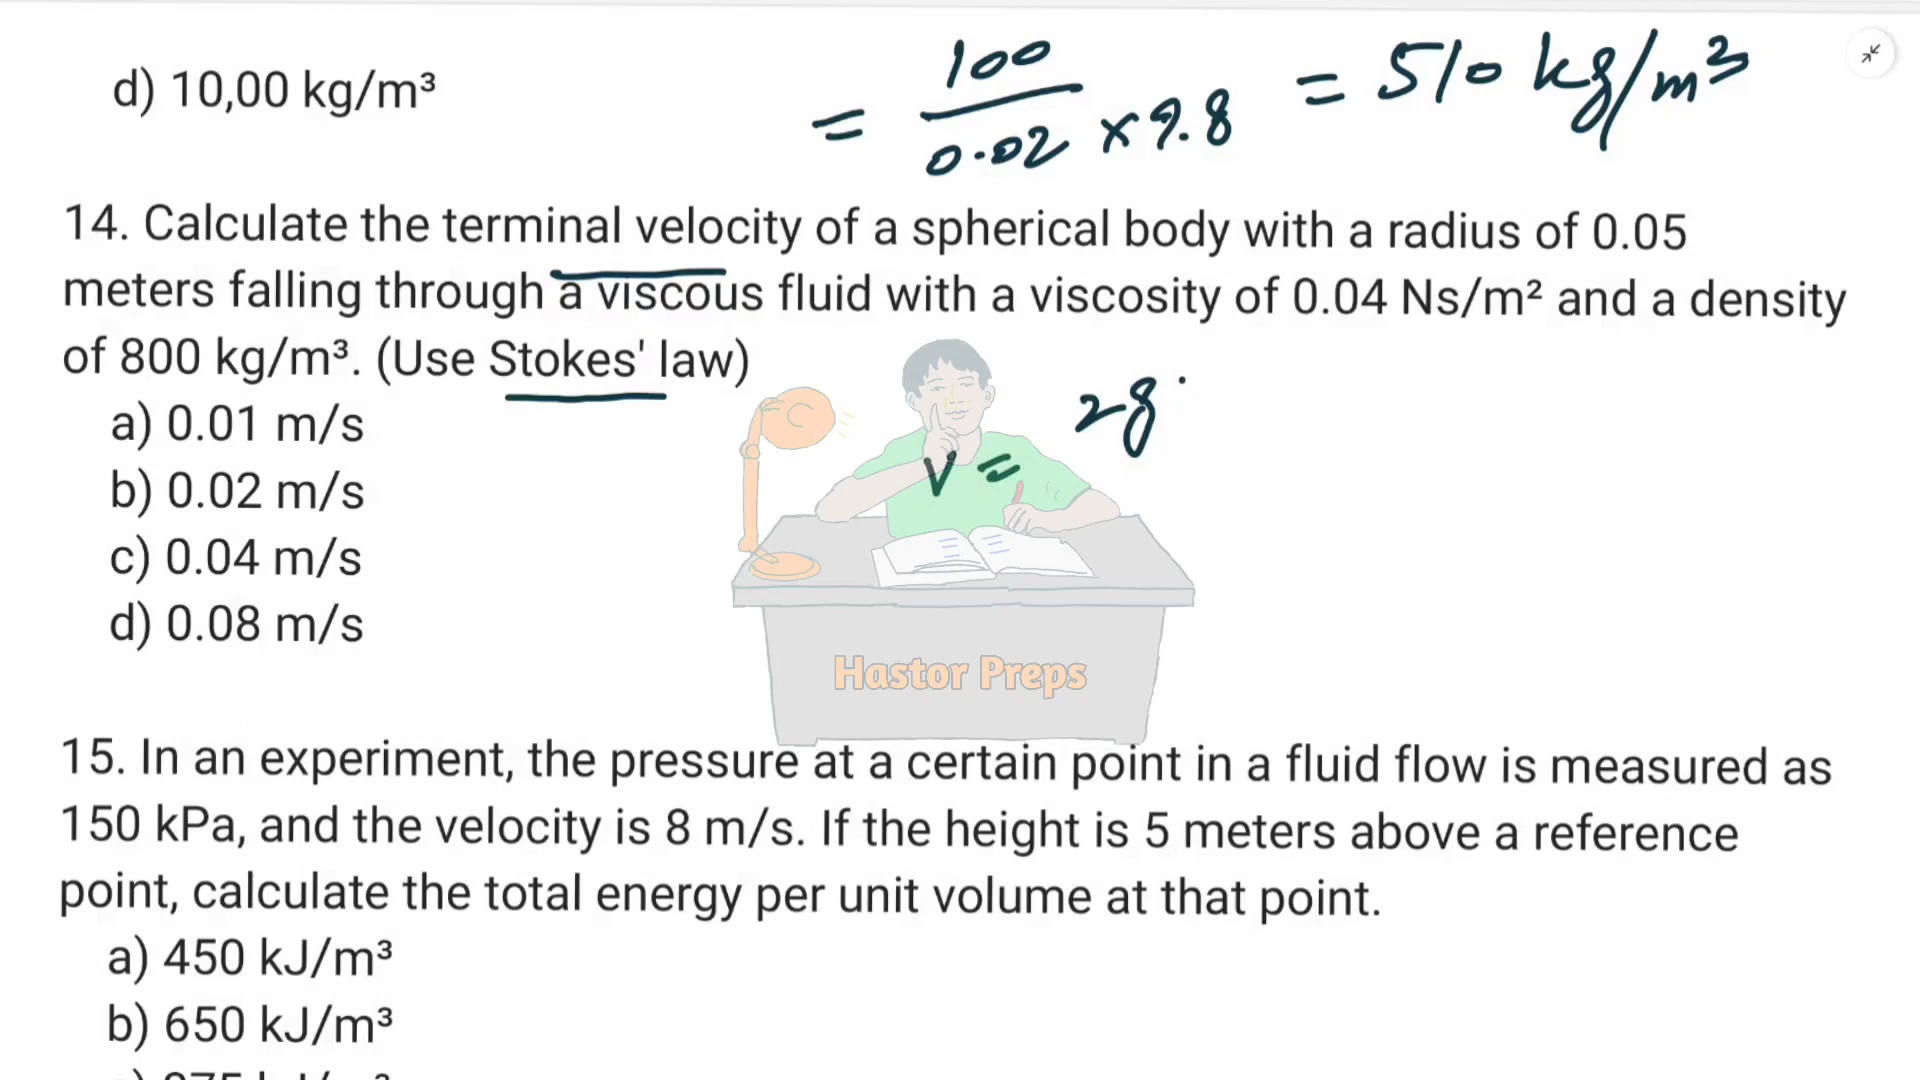 d) 10,00 kg/m³
= 100 / 0.02 × 9.8 = 510 kg/m³
14. Calculate the terminal velocity of a spherical body with a radius of 0.05
meters falling through a viscous fluid with a viscosity of 0.04 Ns/m² and a density
of 800 kg/m³. (Use Stokes' law)
a) 0.01 m/s
b) 0.02 m/s
c) 0.04 m/s
d) 0.08 m/s
v = 2g
Hastor Preps
15. In an experiment, the pressure at a certain point in a fluid flow is measured as
150 kPa, and the velocity is 8 m/s. If the height is 5 meters above a reference
point, calculate the total energy per unit volume at that point.
a) 450 kJ/m³
b) 650 kJ/m³